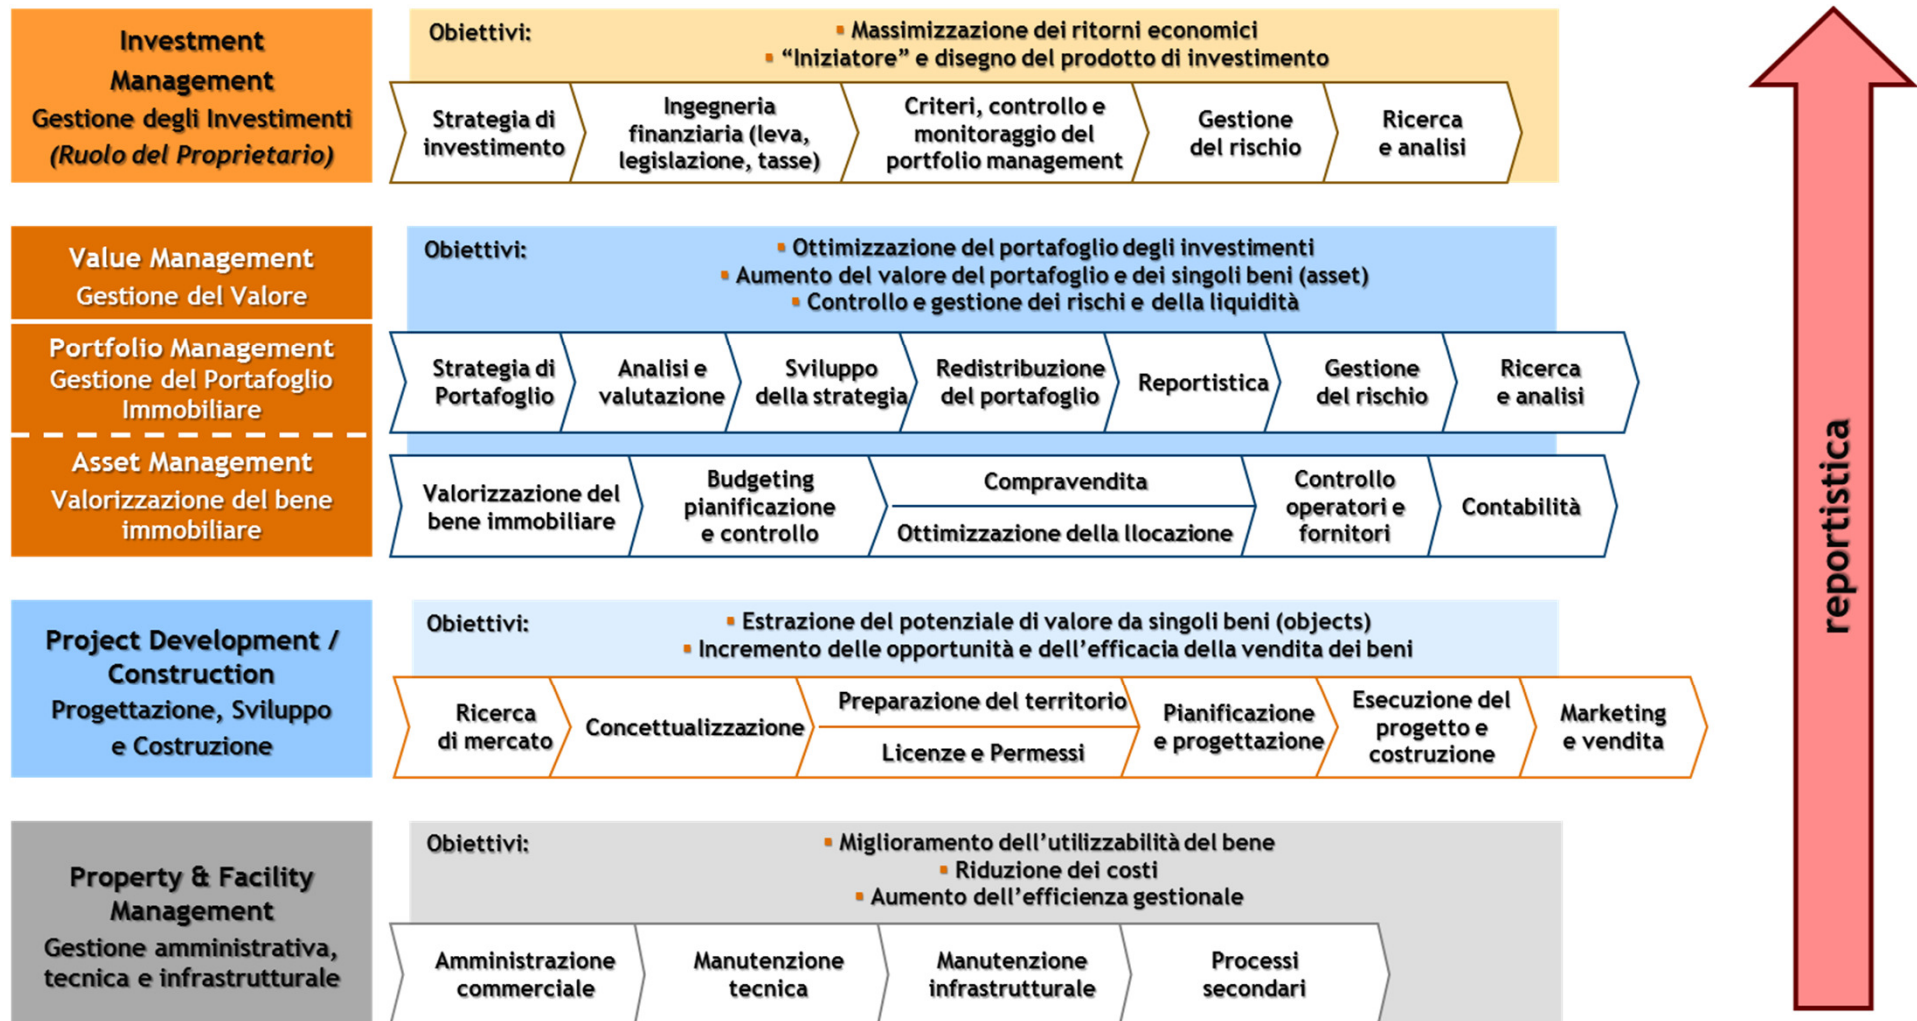 Investment
Management
Gestione degli Investimenti
(Ruolo del Proprietario)
Obiettivi:
▪ Massimizzazione dei ritorni economici
▪ “Iniziatore” e disegno del prodotto di investimento
Strategia di
investimento
Ingegneria
finanziaria (leva,
legislazione, tasse)
Criteri, controllo e
monitoraggio del
portfolio management
Gestione
del rischio
Ricerca
e analisi
Value Management
Gestione del Valore
Obiettivi:
▪ Ottimizzazione del portafoglio degli investimenti
▪ Aumento del valore del portafoglio e dei singoli beni (asset)
▪ Controllo e gestione dei rischi e della liquidità
Portfolio Management
Gestione del Portafoglio
Immobiliare
Strategia di
Portafoglio
Analisi e
valutazione
Sviluppo
della strategia
Redistribuzione
del portafoglio
Reportistica
Gestione
del rischio
Ricerca
e analisi
Asset Management
Valorizzazione del bene
immobiliare
Valorizzazione del
bene immobiliare
Budgeting
pianificazione
e controllo
Compravendita
Ottimizzazione della llocazione
Controllo
operatori e
fornitori
Contabilità
Project Development /
Construction
Progettazione, Sviluppo
e Costruzione
Obiettivi:
▪ Estrazione del potenziale di valore da singoli beni (objects)
▪ Incremento delle opportunità e dell’efficacia della vendita dei beni
Ricerca
di mercato
Concettualizzazione
Preparazione del territorio
Licenze e Permessi
Pianificazione
e progettazione
Esecuzione del
progetto e
costruzione
Marketing
e vendita
Property & Facility
Management
Gestione amministrativa,
tecnica e infrastrutturale
Obiettivi:
▪ Miglioramento dell’utilizzabilità del bene
▪ Riduzione dei costi
▪ Aumento dell’efficienza gestionale
Amministrazione
commerciale
Manutenzione
tecnica
Manutenzione
infrastrutturale
Processi
secondari
reportistica